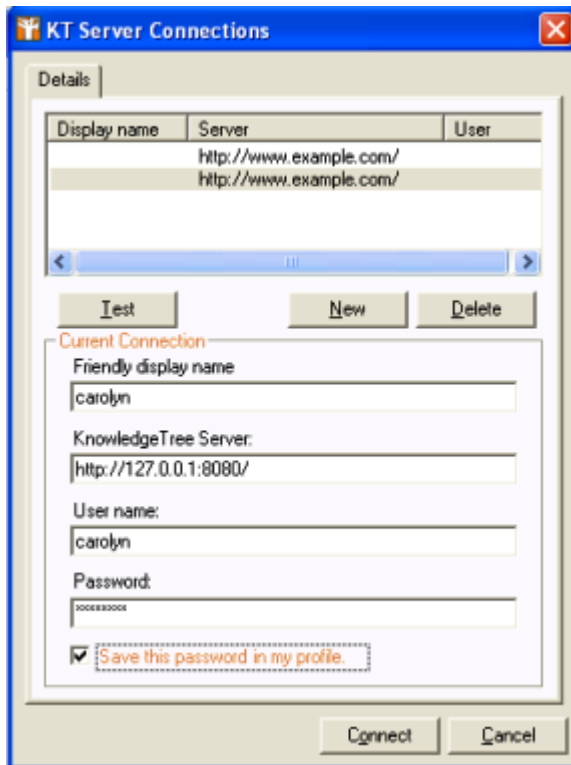 KT Server Connections
Details
Display name Server User
http://www.example.com/
http://www.example.com/
Test New Delete
Current Connection
Friendly display name
carolyn
KnowledgeTree Server:
http://127.0.0.1:8080/
User name:
carolyn
Password:
×××××××××
Save this password in my profile.
Connect Cancel